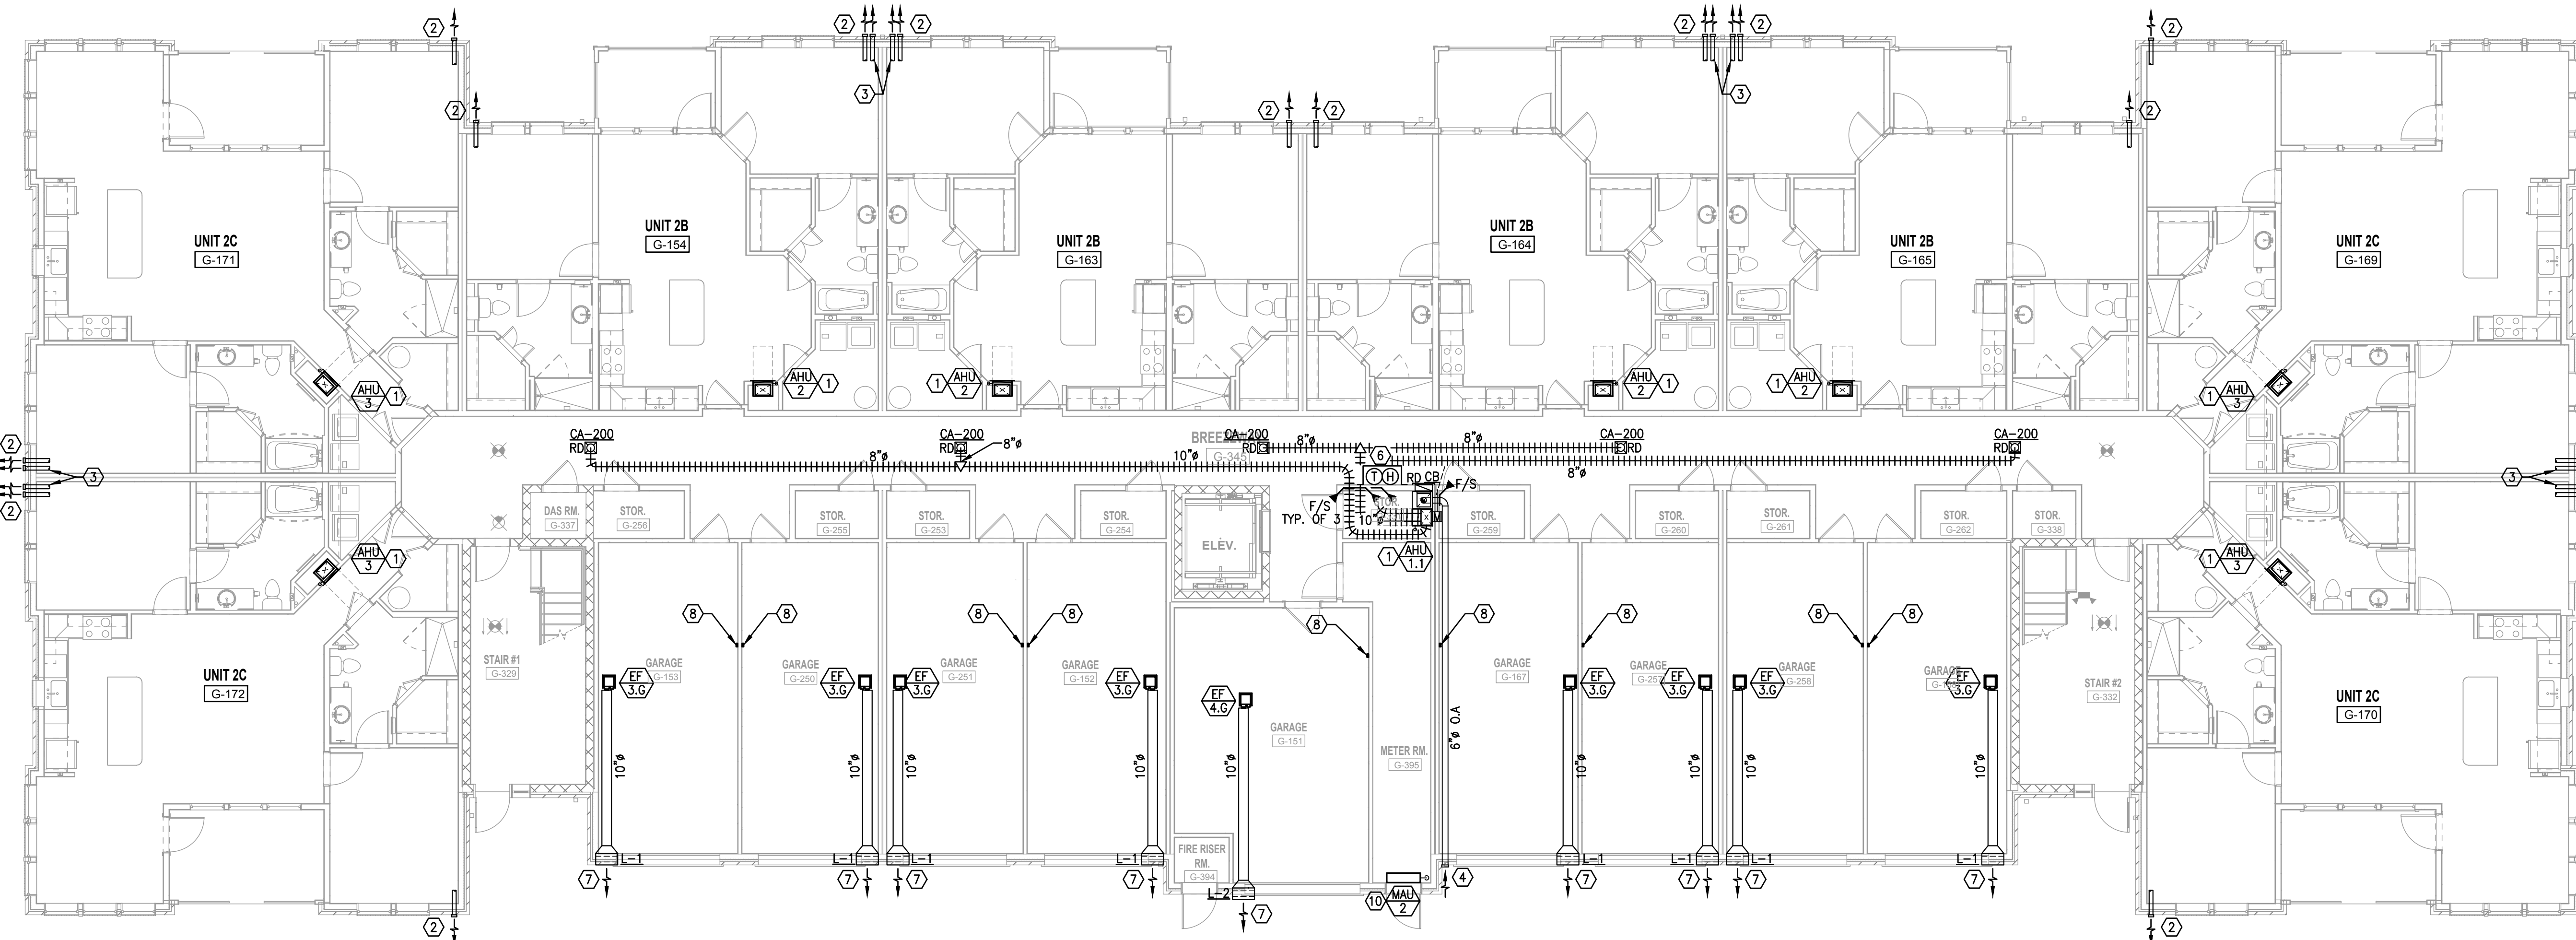 2
2
2
2
2
2
3
3
2
2
2
2
UNIT 2C
G-171
UNIT 2B
G-154
UNIT 2B
G-163
UNIT 2B
G-164
UNIT 2B
G-165
UNIT 2C
G-169
AHU
3
1
AHU
2
1
1
AHU
2
AHU
2
1
1
AHU
2
1
AHU
3
2
3
2
CA-200
RD
CA-200
RD
8"ø
CA-200
RD
8"ø
8"ø
CA-200
RD
CA-200
RD
8"ø
10"ø
8"ø
G-345
6
T
H
RD
CB
F/S
F/S
TYP. OF 3
10"ø
STOR.
M
3
DAS RM.
G-337
STOR.
G-256
STOR.
G-255
STOR.
G-253
STOR.
G-254
ELEV.
STOR.
G-259
STOR.
G-260
STOR.
G-261
STOR.
G-262
STOR.
G-338
AHU
3
1
1
AHU
1.1
1
AHU
3
8
8
8
8
8
8
8
8
8
UNIT 2C
G-172
STAIR #1
G-329
GARAGE
G-153
GARAGE
G-250
GARAGE
G-251
GARAGE
G-152
GARAGE
G-151
METER RM.
G-395
GARAGE
G-167
GARAGE
G-257
GARAGE
G-258
STAIR #2
G-332
UNIT 2C
G-170
EF
3.G
EF
3.G
EF
3.G
EF
3.G
EF
4.G
EF
3.G
EF
3.G
EF
3.G
EF
3.G
10"ø
10"ø
10"ø
10"ø
10"ø
6"ø O.A
10"ø
10"ø
10"ø
10"ø
L-1
L-1
L-1
L-1
L-1
L-1
L-1
L-1
L-2
FIRE RISER
RM.
G-394
7
7
7
7
7
10
MAU
2
4
7
7
7
7
2
2